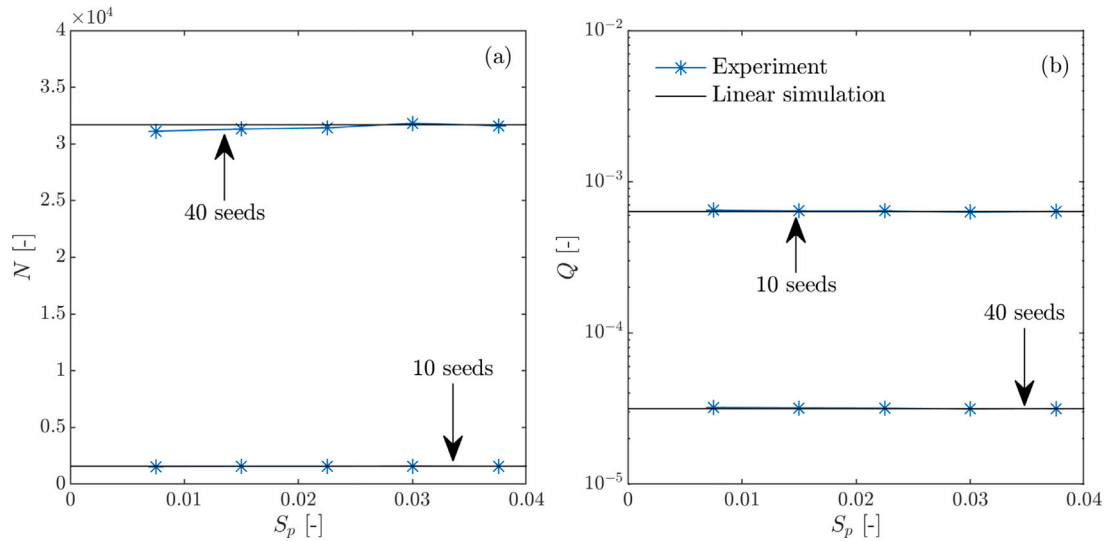 ×10⁴
4
3.5
3
2.5
2
1.5
1
0.5
0
N [-]
(a)
40 seeds
10 seeds
0 0.01 0.02 0.03 0.04
S_p [-]
10⁻²
10⁻³
10⁻⁴
10⁻⁵
Q [-]
(b)
Experiment
Linear simulation
10 seeds
40 seeds
0 0.01 0.02 0.03 0.04
S_p [-]